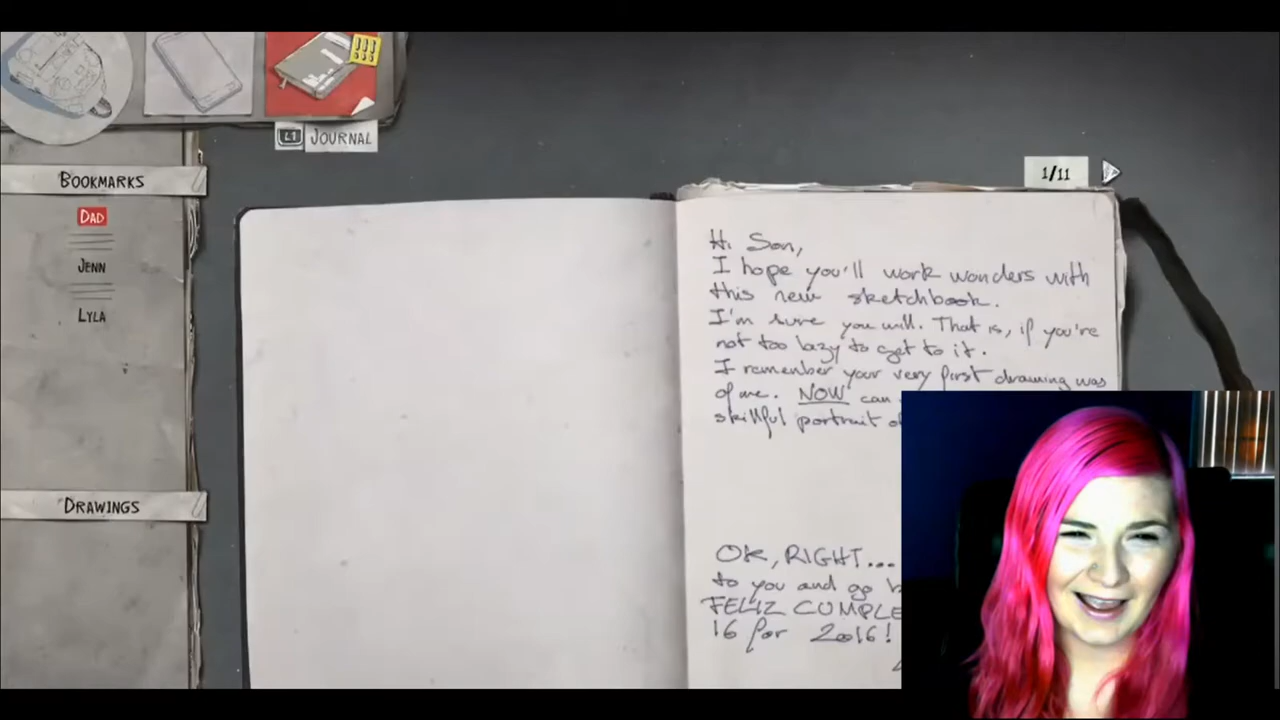 L1 JOURNAL
BOOKMARKS
DAD
JENN
LYLA
DRAWINGS
1/11
Hi Son,
I hope you'll work wonders with
this new sketchbook.
I'm sure you will. That is, if you're
not too lazy to get to it.
I remember your very first drawing was
of me. NOW can
skillful portrait
OK, RIGHT...
to you and go
FELIZ CUMPLE
16 for 2016!